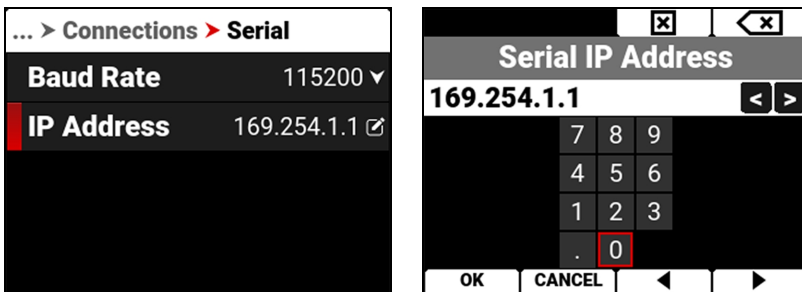 ... > Connections > Serial
Baud Rate 115200
IP Address 169.254.1.1
Serial IP Address
169.254.1.1 < >
7 8 9
4 5 6
1 2 3
. 0
OK CANCEL